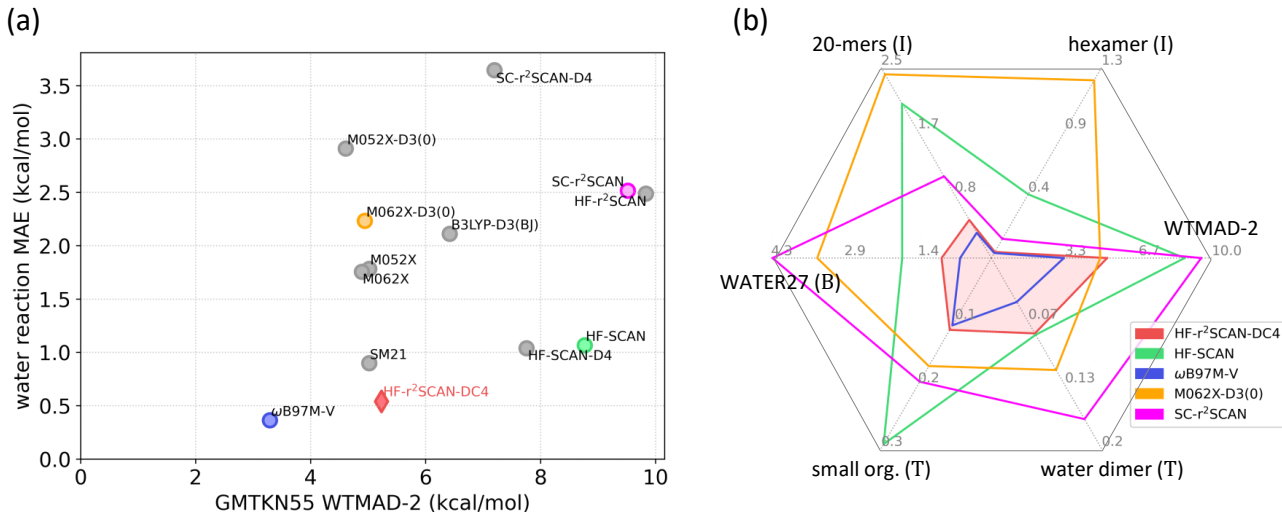 (a)
water reaction MAE (kcal/mol)
3.5
3.0
2.5
2.0
1.5
1.0
0.5
0.0
0
2
4
6
8
10
GMTKN55 WTMAD-2 (kcal/mol)
SC-r²SCAN-D4
M052X-D3(0)
SC-r²SCAN
HF-r²SCAN
M062X-D3(0)
B3LYP-D3(BJ)
M052X
M062X
HF-SCAN
HF-SCAN-D4
SM21
HF-r²SCAN-DC4
ωB97M-V
(b)
20-mers (I)
hexamer (I)
2.5
1.3
1.7
0.9
0.8
0.4
WTMAD-2
4.3
2.9
1.4
3.3
6.7
10.0
WATER27 (B)
0.1
0.07
0.2
0.13
0.3
0.2
small org. (T)
water dimer (T)
HF-r²SCAN-DC4
HF-SCAN
ωB97M-V
M062X-D3(0)
SC-r²SCAN